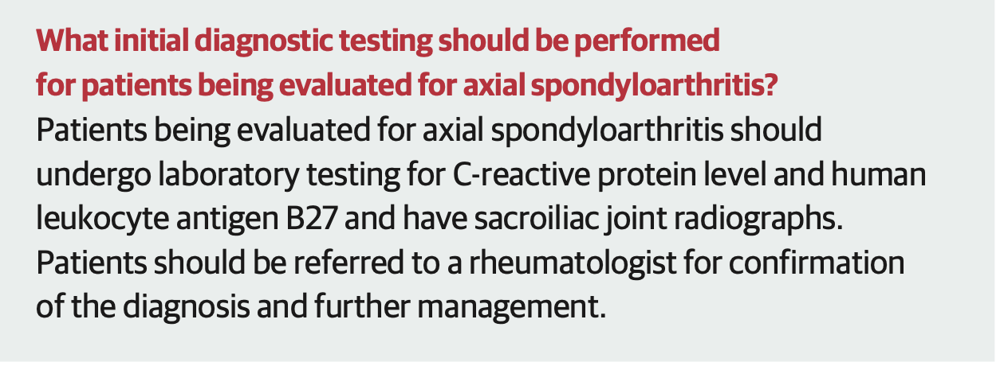 What initial diagnostic testing should be performed
for patients being evaluated for axial spondyloarthritis?
Patients being evaluated for axial spondyloarthritis should
undergo laboratory testing for C-reactive protein level and human
leukocyte antigen B27 and have sacroiliac joint radiographs.
Patients should be referred to a rheumatologist for confirmation
of the diagnosis and further management.